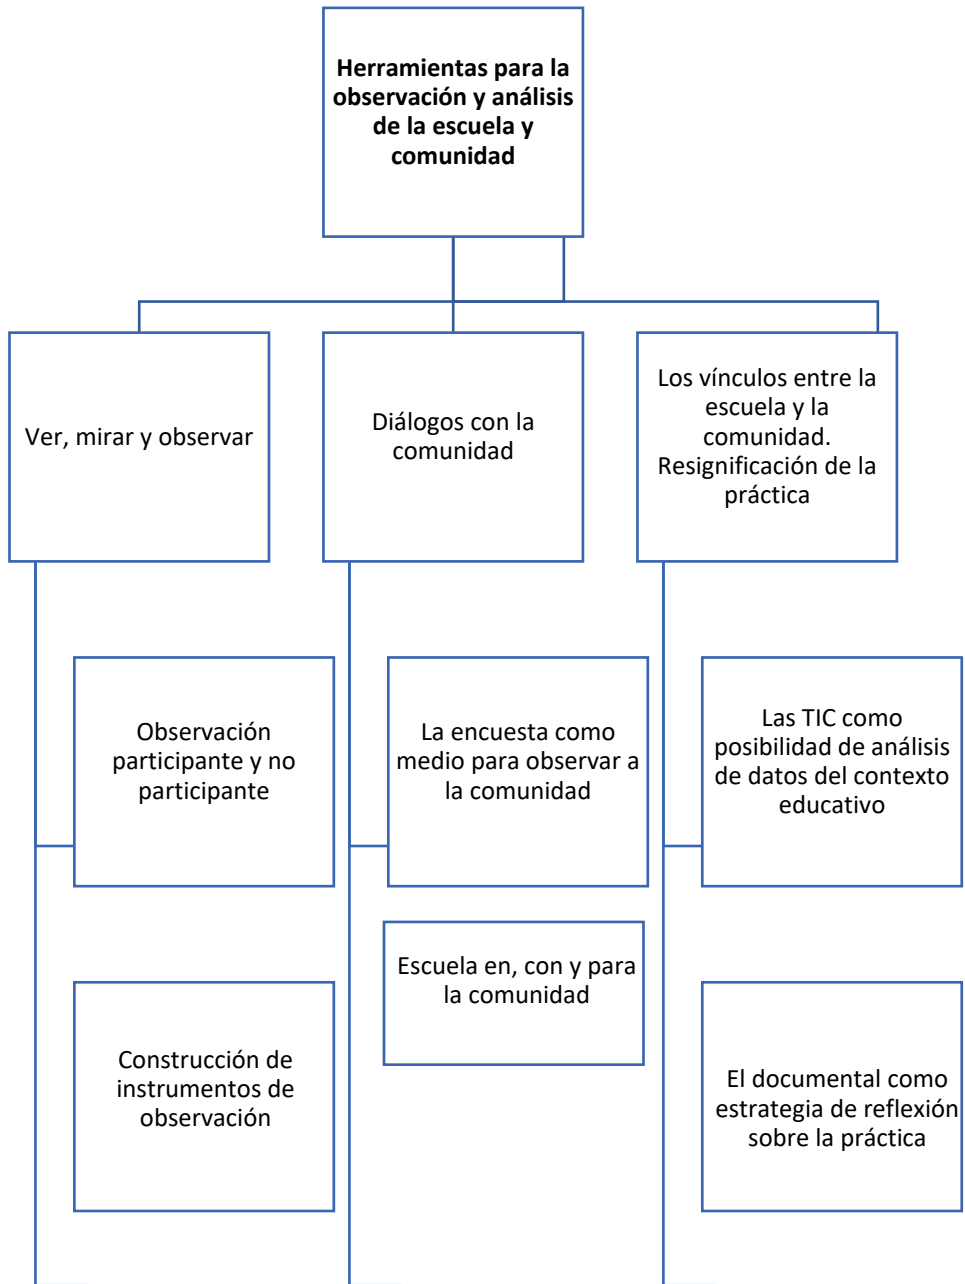 Herramientas para la
observación y análisis
de la escuela y
comunidad
Ver, mirar y observar
Diálogos con la
comunidad
Los vínculos entre la
escuela y la
comunidad.
Resignificación de la
práctica
Observación
participante y no
participante
La encuesta como
medio para observar a
la comunidad
Las TIC como
posibilidad de análisis
de datos del contexto
educativo
Escuela en, con y para
la comunidad
Construcción de
instrumentos de
observación
El documental como
estrategia de reflexión
sobre la práctica